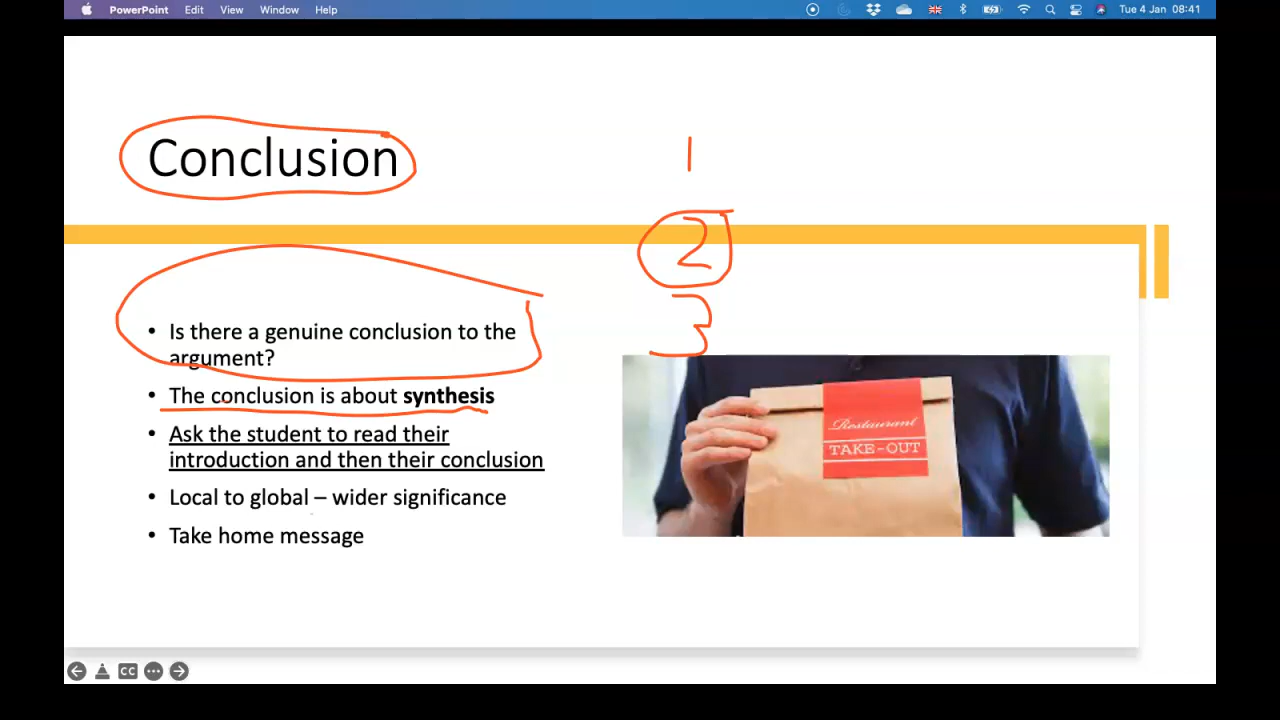 PowerPoint Edit View Window Help Tue 4 Jan 08:41
Conclusion
1
2
3
• Is there a genuine conclusion to the
argument?
• The conclusion is about synthesis
• Ask the student to read their
introduction and then their conclusion
• Local to global – wider significance
• Take home message
Restaurant
TAKE-OUT
CC